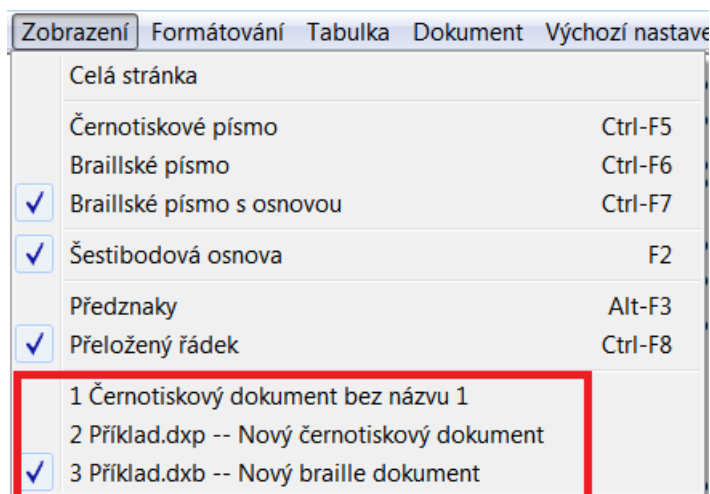 Zobrazení Formátování Tabulka Dokument Výchozí nastave
Celá stránka
Černotiskové písmo Ctrl-F5
Braillské písmo Ctrl-F6
Braillské písmo s osnovou Ctrl-F7
Šestibodová osnova F2
Předznaky Alt-F3
Přeložený řádek Ctrl-F8
1 Černotiskový dokument bez názvu 1
2 Příklad.dxp -- Nový černotiskový dokument
3 Příklad.dxb -- Nový braille dokument